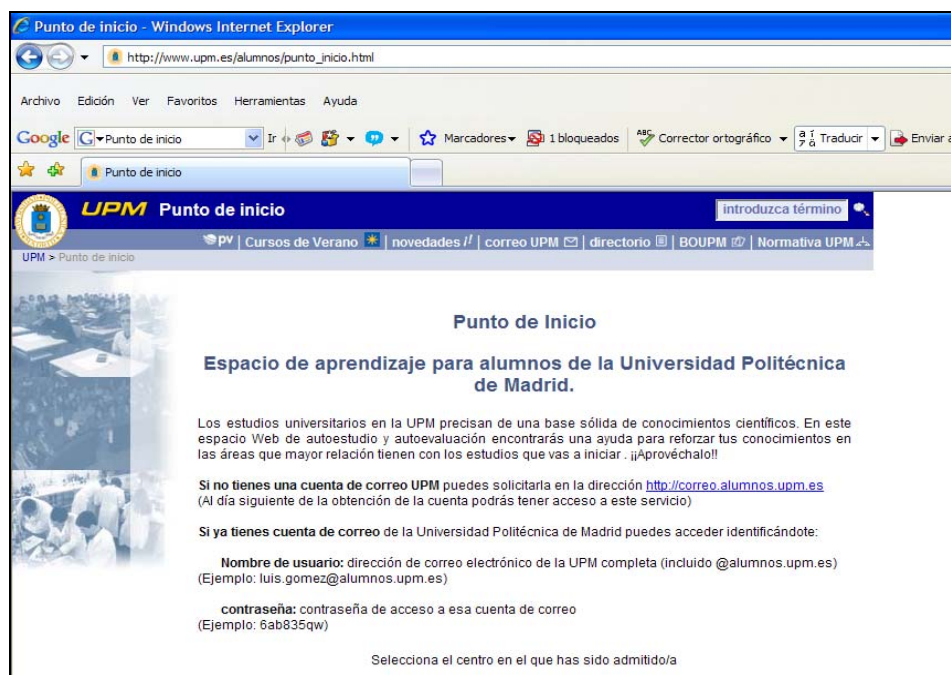 Punto de inicio - Windows Internet Explorer
http://www.upm.es/alumnos/punto_inicio.html
Archivo Edición Ver Favoritos Herramientas Ayuda
Google G Punto de inicio Ir Marcadores 1 bloqueados ABC Corrector ortográfico Traducir Enviar a
Punto de inicio
UPM Punto de inicio introduzca término
pv | Cursos de Verano | novedades | correo UPM | directorio | BOUPM | Normativa UPM
UPM > Punto de inicio
Punto de Inicio
Espacio de aprendizaje para alumnos de la Universidad Politécnica
de Madrid.
Los estudios universitarios en la UPM precisan de una base sólida de conocimientos científicos. En este
espacio Web de autoestudio y autoevaluación encontrarás una ayuda para reforzar tus conocimientos en
las áreas que mayor relación tienen con los estudios que vas a iniciar . ¡¡Aprovéchalo!!
Si no tienes una cuenta de correo UPM puedes solicitarla en la dirección http://correo.alumnos.upm.es
(Al día siguiente de la obtención de la cuenta podrás tener acceso a este servicio)
Si ya tienes cuenta de correo de la Universidad Politécnica de Madrid puedes acceder identificándote:
Nombre de usuario: dirección de correo electrónico de la UPM completa (incluido @alumnos.upm.es)
(Ejemplo: luis.gomez@alumnos.upm.es)
contraseña: contraseña de acceso a esa cuenta de correo
(Ejemplo: 6ab835qw)
Selecciona el centro en el que has sido admitido/a